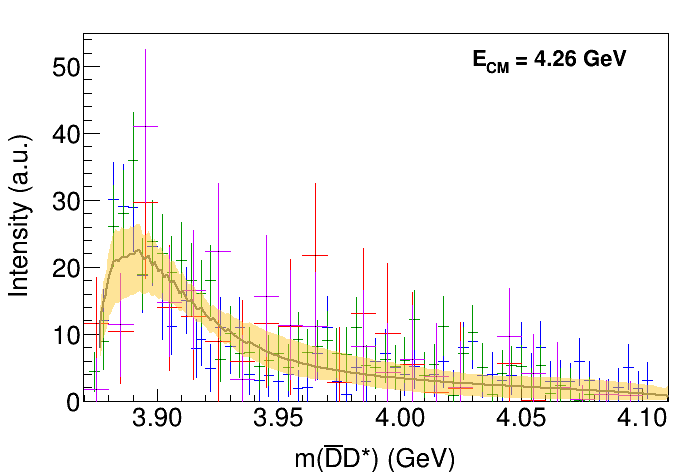 E_CM = 4.26 GeV
Intensity (a.u.)
50
40
30
20
10
0
3.90 3.95 4.00 4.05 4.10
m(D̅D*) (GeV)